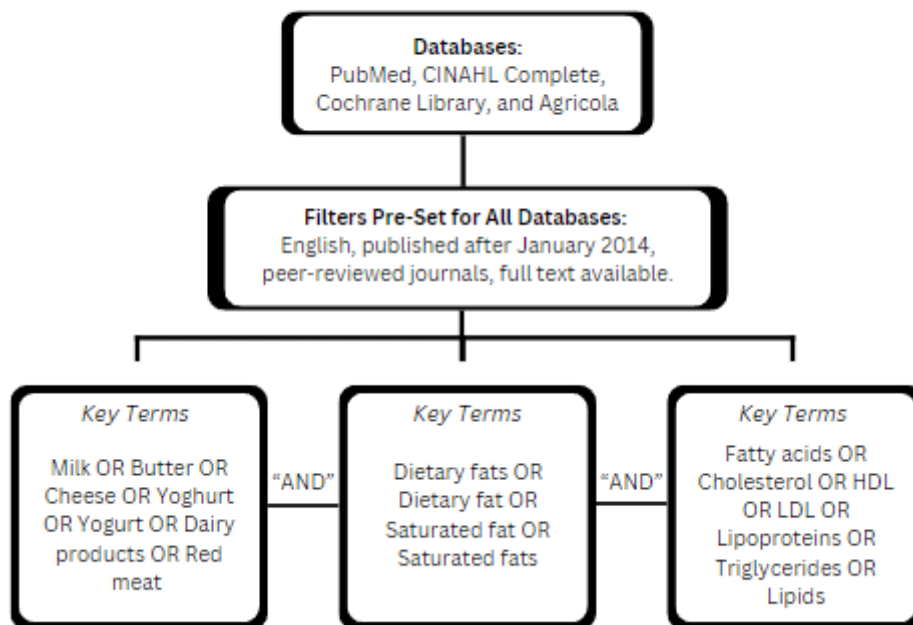 Databases:
PubMed, CINAHL Complete,
Cochrane Library, and Agricola
Filters Pre-Set for All Databases:
English, published after January 2014,
peer-reviewed journals, full text available.
Key Terms
Milk OR Butter OR
Cheese OR Yoghurt
OR Yogurt OR Dairy
products OR Red
meat
“AND”
Key Terms
Dietary fats OR
Dietary fat OR
Saturated fat OR
Saturated fats
“AND”
Key Terms
Fatty acids OR
Cholesterol OR HDL
OR LDL OR
Lipoproteins OR
Triglycerides OR
Lipids